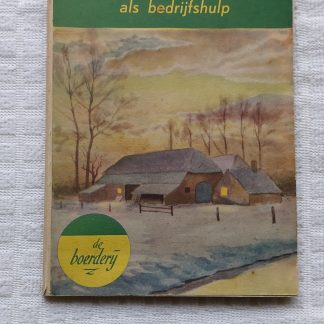 als bedrijfshulp
de
boerderij